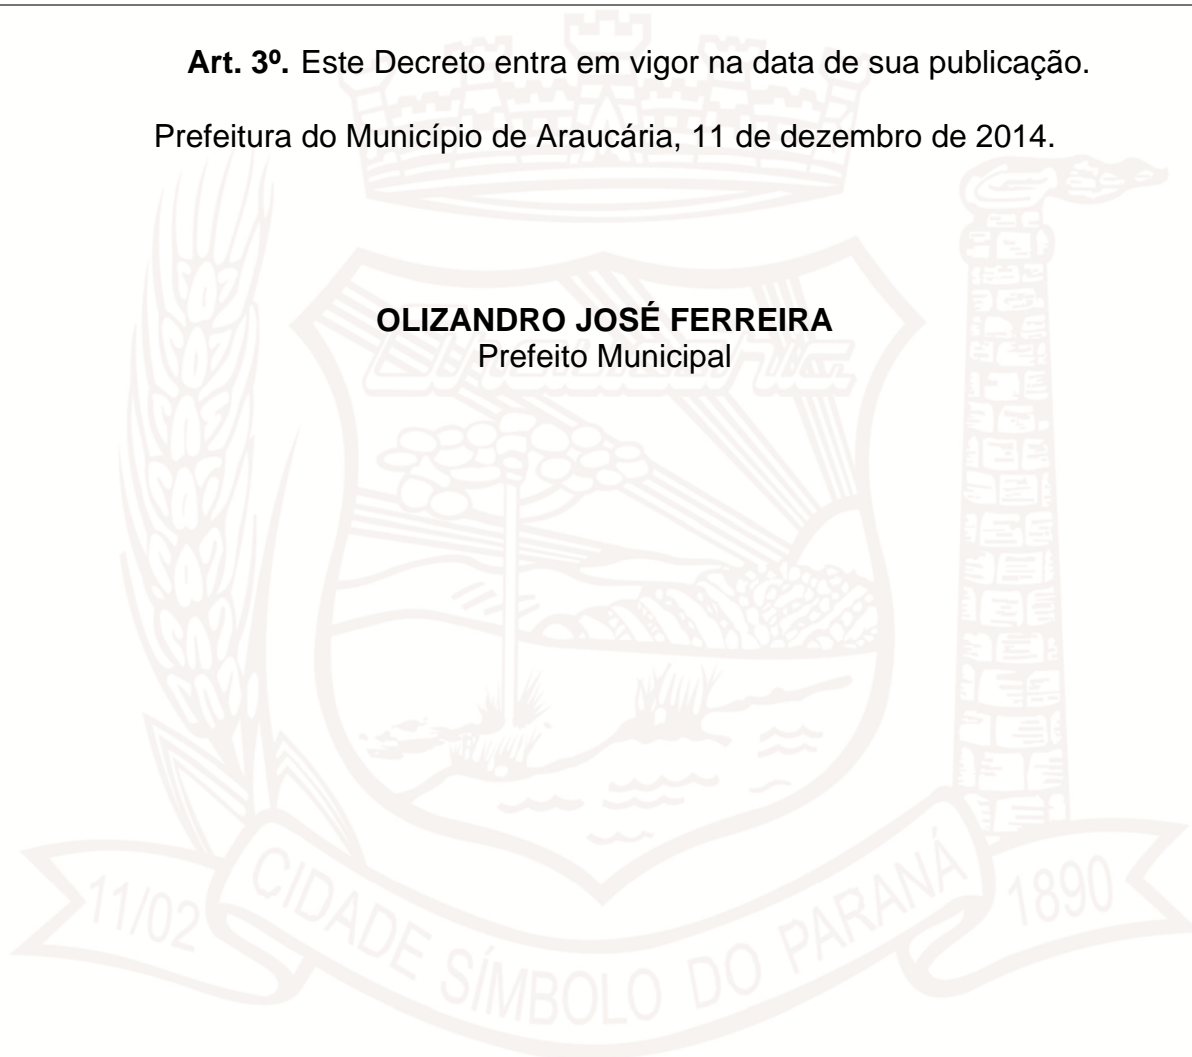 Art. 3º. Este Decreto entra em vigor na data de sua publicação.
Prefeitura do Município de Araucária, 11 de dezembro de 2014.
OLIZANDRO JOSÉ FERREIRA
Prefeito Municipal
Araucária
11/02
CIDADE SÍMBOLO DO PARANÁ
1890